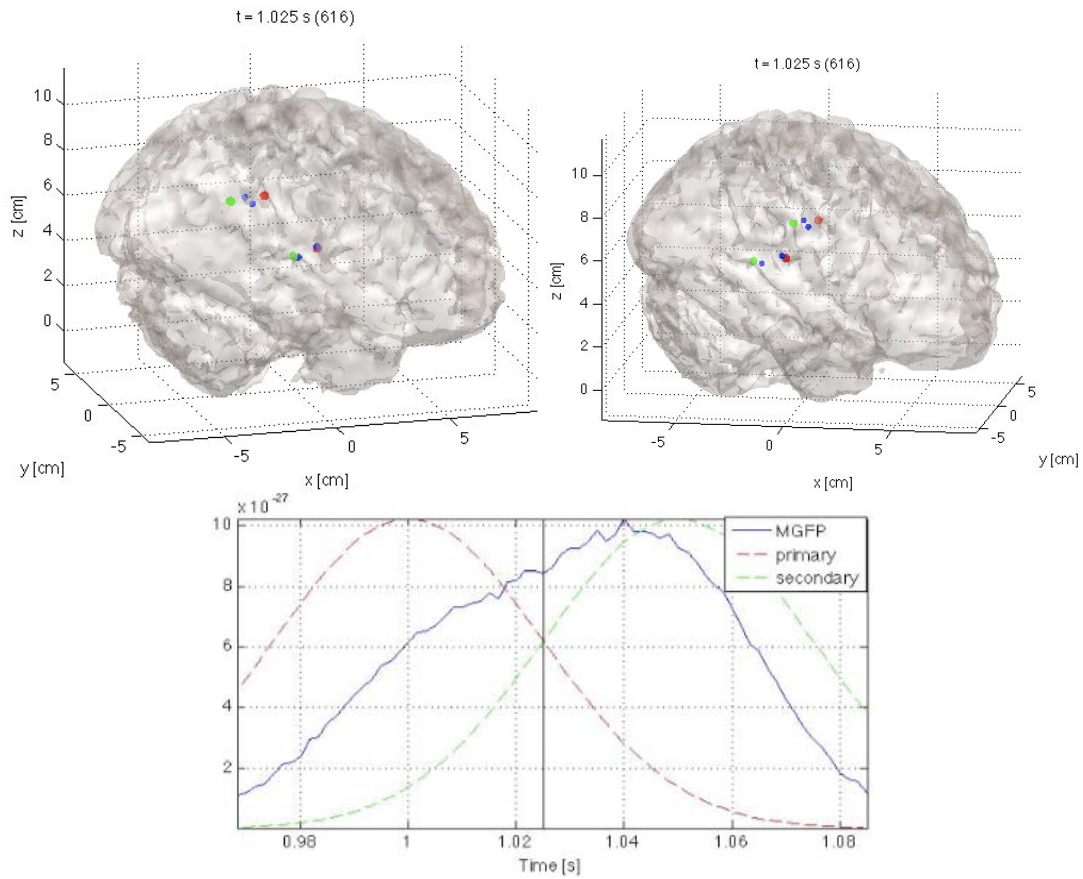 t = 1.025 s (616)
10
8
6
4
2
0
z [cm]
5
0
-5
y [cm]
-5
0
5
x [cm]
t = 1.025 s (616)
10
8
6
4
2
0
z [cm]
-5
0
5
x [cm]
5
0
-5
y [cm]
x 10⁻²⁷
10
8
6
4
2
MGFP
primary
secondary
0.98
1
1.02
1.04
1.06
1.08
Time [s]